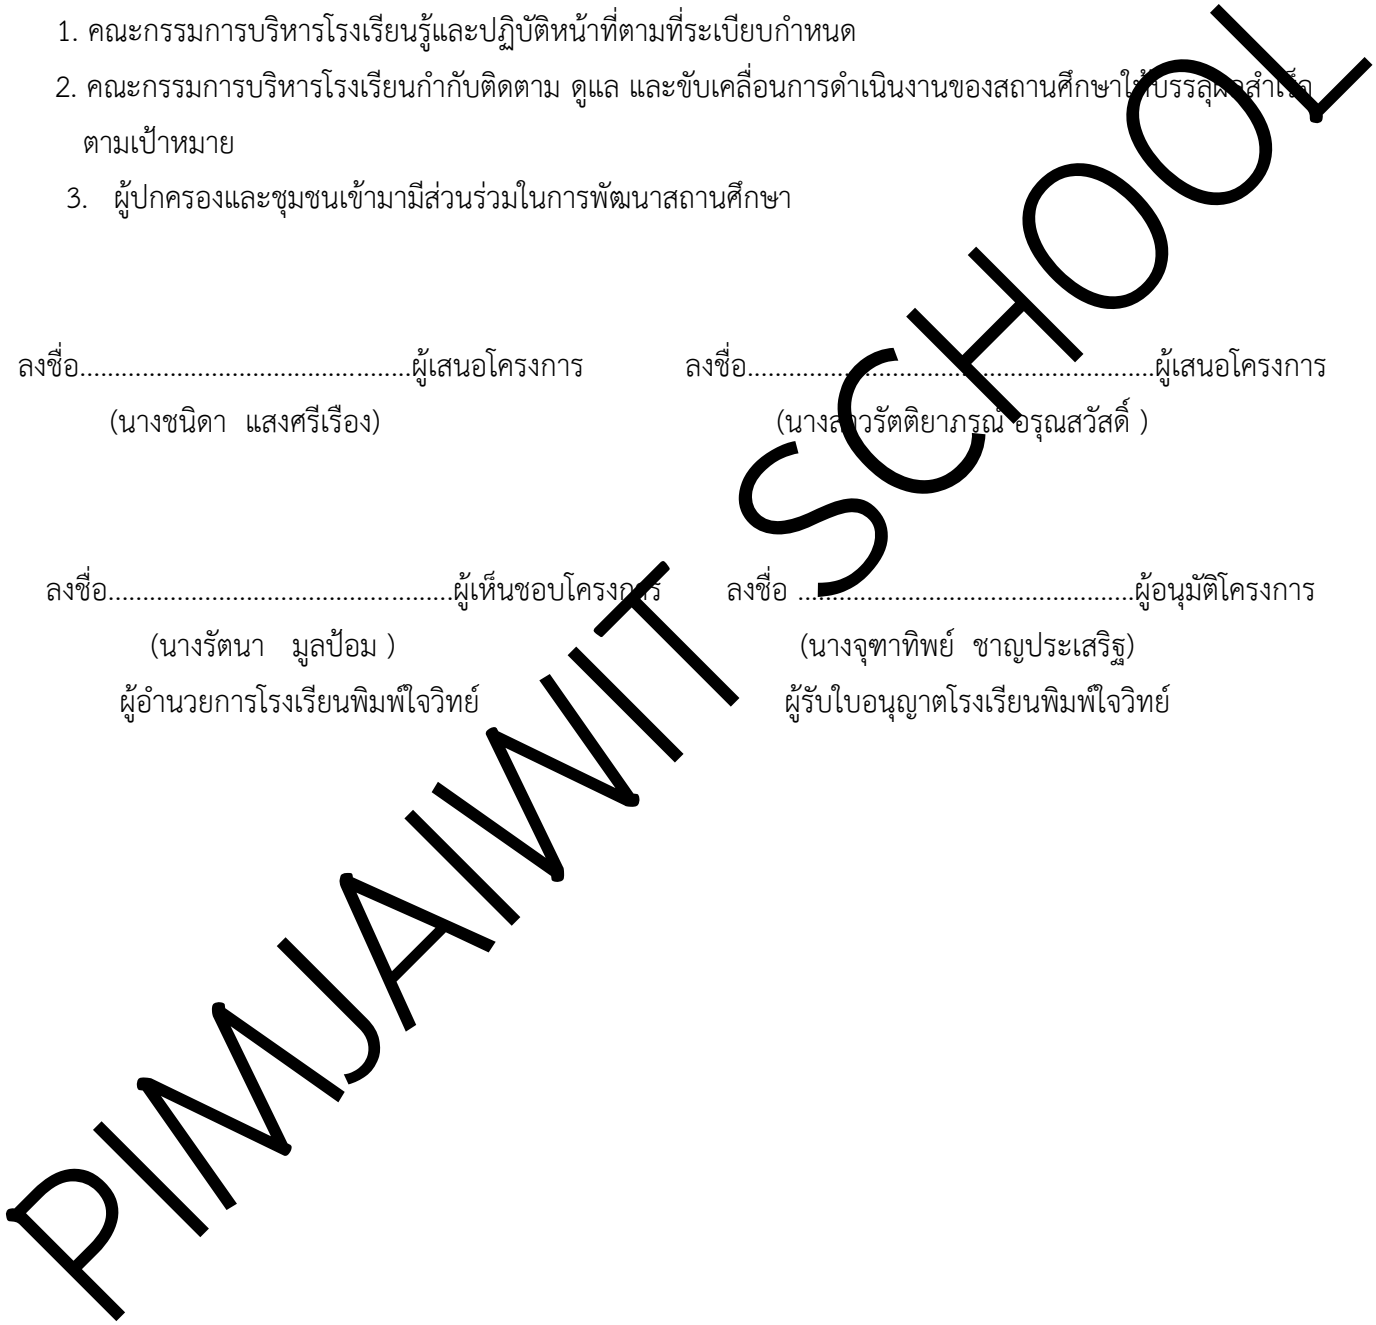 1. คณะกรรมการบริหารโรงเรียนรู้และปฏิบัติหน้าที่ตามที่ระเบียบกำหนด
2. คณะกรรมการบริหารโรงเรียนกำกับติดตาม ดูแล และขับเคลื่อนการดำเนินงานของสถานศึกษาให้บรรลุผลสำเร็จ
ตามเป้าหมาย
3. ผู้ปกครองและชุมชนเข้ามามีส่วนร่วมในการพัฒนาสถานศึกษา
ลงชื่อ................................................ผู้เสนอโครงการ ลงชื่อ...........................................................ผู้เสนอโครงการ
(นางชนิดา แสงศรีเรือง) (นางสาวรัตติยาภรณ์ อรุณสวัสดิ์ )
ลงชื่อ..................................................ผู้เห็นชอบโครงการ ลงชื่อ .................................................ผู้อนุมัติโครงการ
(นางรัตนา มูลป้อม ) (นางจุฑาทิพย์ ชาญประเสริฐ)
ผู้อำนวยการโรงเรียนพิมพ์ใจวิทย์ ผู้รับใบอนุญาตโรงเรียนพิมพ์ใจวิทย์
PIMJAIWIT SCHOOL